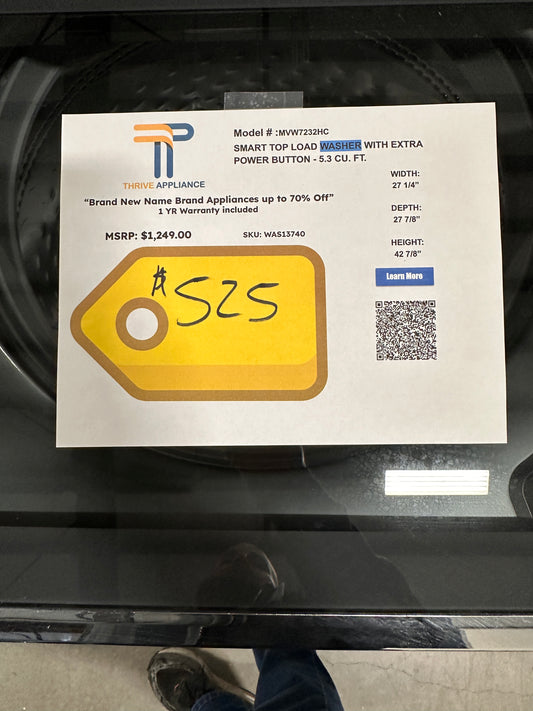 THRIVE APPLIANCE
Model # :MVW7232HC
SMART TOP LOAD WASHER WITH EXTRA
POWER BUTTON - 5.3 CU. FT.
"Brand New Name Brand Appliances up to 70% Off"
1 YR Warranty included
MSRP: $1,249.00
SKU: WAS13740
$525
WIDTH:
27 1/4"
DEPTH:
27 7/8"
HEIGHT:
42 7/8"
Learn More